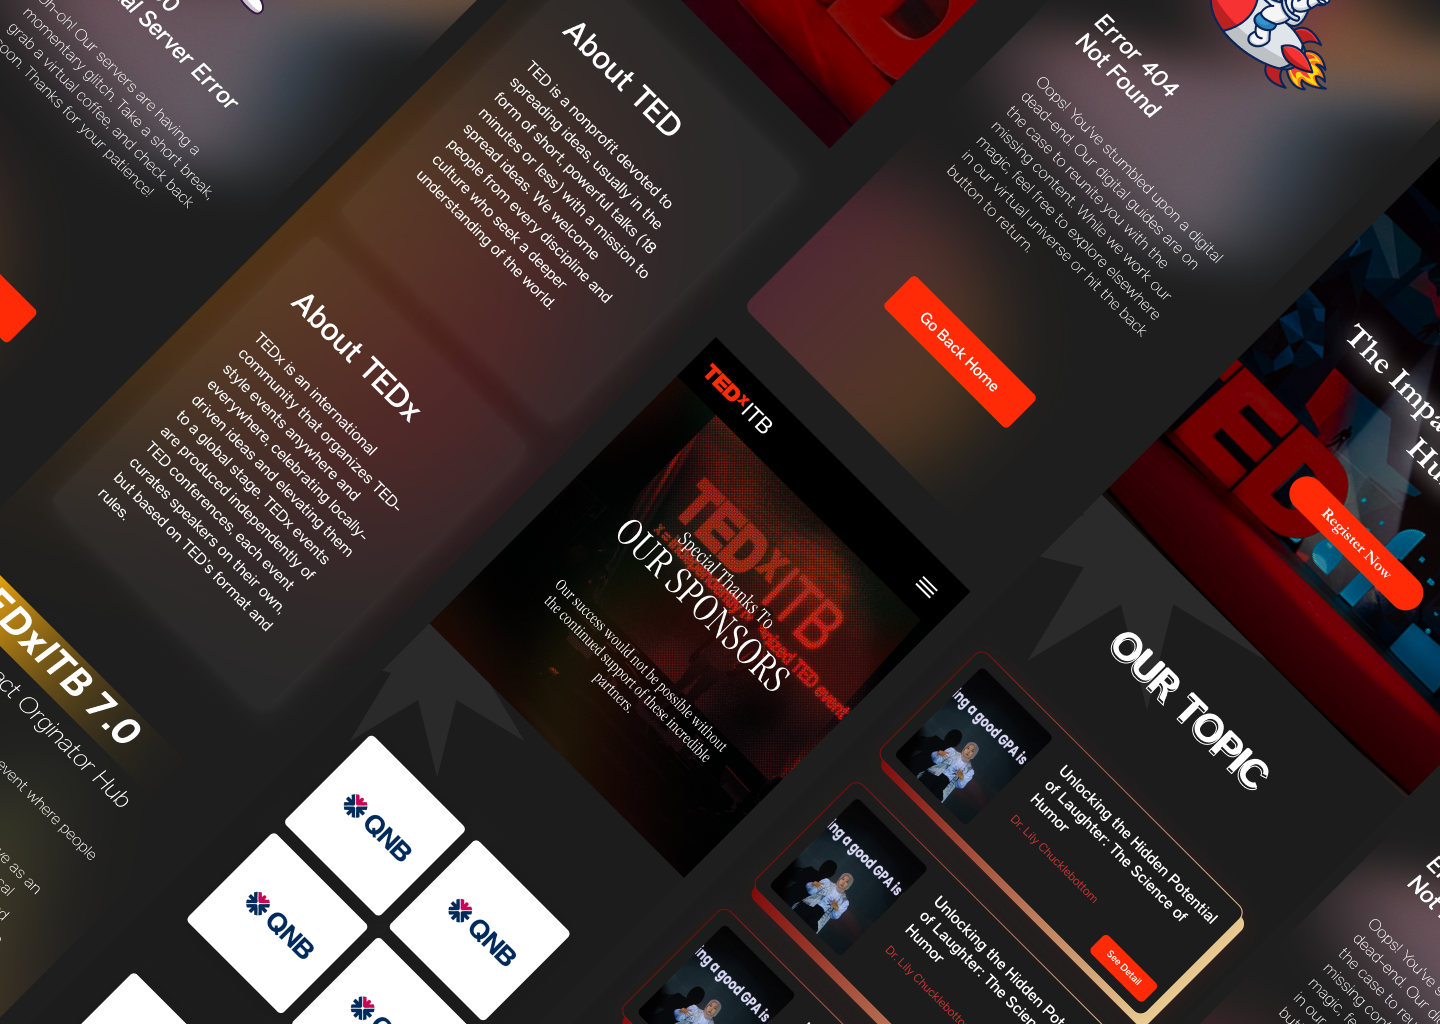 al Server Error
Uh-oh! Our servers are having a
momentary glitch. Take a short break,
grab a virtual coffee, and check back
soon. Thanks for your patience!
About TED
TED is a nonprofit devoted to
spreading ideas, usually in the
form of short, powerful talks (18
minutes or less) with a mission to
spread ideas. We welcome
people from every discipline and
culture who seek a deeper
understanding of the world.
About TEDx
TEDx is an international
community that organizes TED-
style events anywhere and
everywhere, celebrating locally-
driven ideas and elevating them
to a global stage. TEDx events
are produced independently of
TED conferences, each event
curates speakers on their own,
but based on TED's format and
rules.
Error 404
Not Found
Oops! You've stumbled upon a digital
dead-end. Our digital guides are on
the case to reunite you with the
missing content. While we work our
magic, feel free to explore elsewhere
in our virtual universe or hit the back
button to return.
Go Back Home
The Impa
Hu
Register Now
TEDxITB
TEDxITB
Special Thanks To
OUR SPONSORS
Our success would not be possible without
the continued support of these incredible
partners.
EDxITB 7.0
ect Orginator Hub
event where people
ve as an
cal
QNB
QNB
QNB
OUR TOPIC
ing a good GPA is
Unlocking the Hidden Potential
of Laughter: The Science of
Humor
Dr. Lily Chucklebottom
See Detail
ing a good GPA is
Unlocking the Hidden Potential
of Laughter: The Scien
Humor
Dr. Lily Chucklebotto
ing a good GPA is
Oops! You've s
dead-end. Our
the case to re
missing con
magic, fe
in our
but